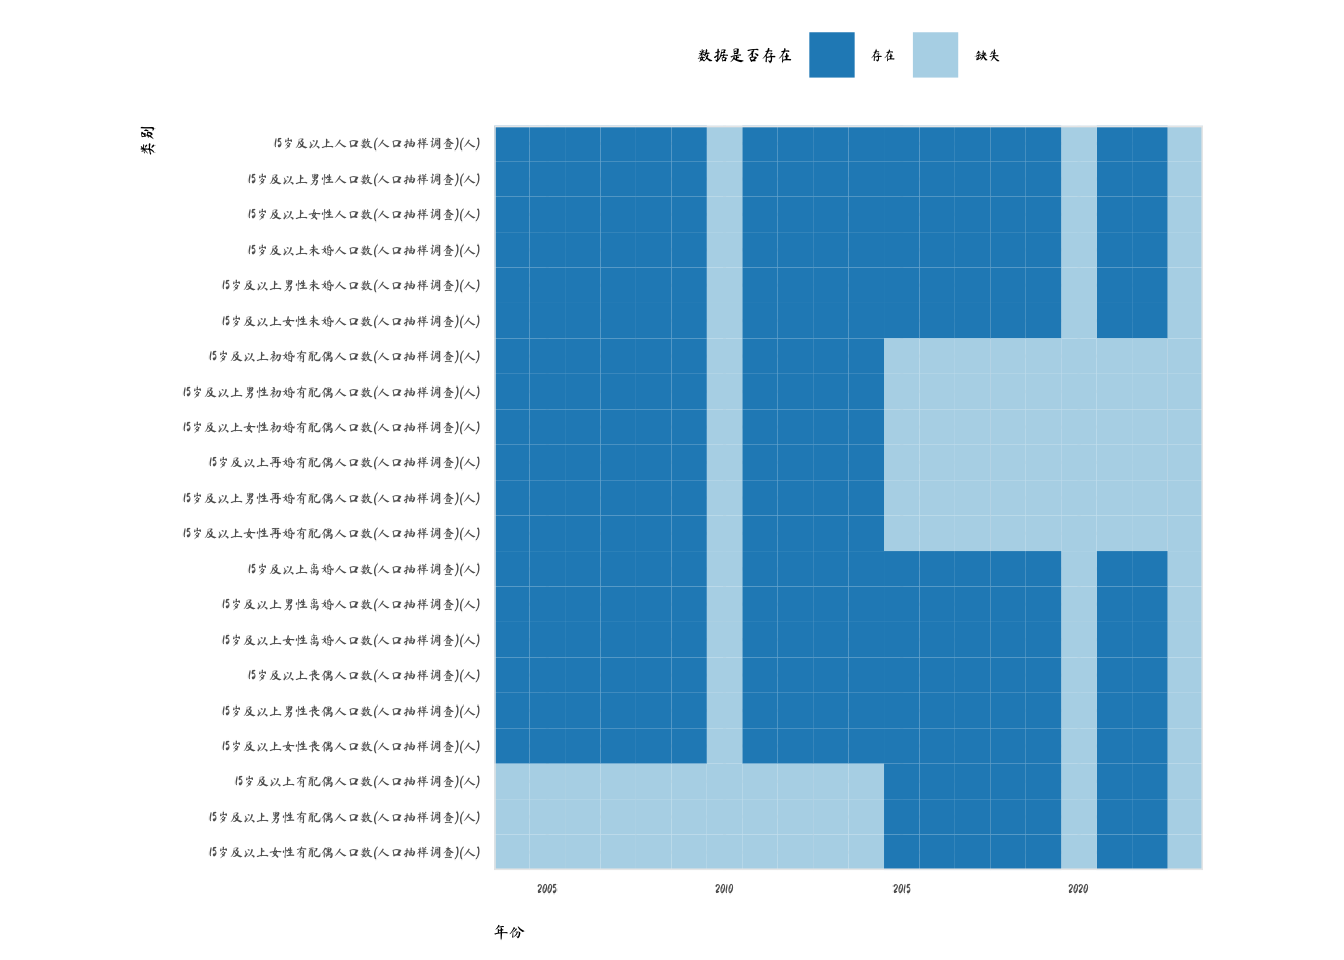 数据是否存在 存在 缺失
类别
15岁及以上人口数(人口抽样调查)(人)
15岁及以上男性人口数(人口抽样调查)(人)
15岁及以上女性人口数(人口抽样调查)(人)
15岁及以上未婚人口数(人口抽样调查)(人)
15岁及以上男性未婚人口数(人口抽样调查)(人)
15岁及以上女性未婚人口数(人口抽样调查)(人)
15岁及以上初婚有配偶人口数(人口抽样调查)(人)
15岁及以上男性初婚有配偶人口数(人口抽样调查)(人)
15岁及以上女性初婚有配偶人口数(人口抽样调查)(人)
15岁及以上再婚有配偶人口数(人口抽样调查)(人)
15岁及以上男性再婚有配偶人口数(人口抽样调查)(人)
15岁及以上女性再婚有配偶人口数(人口抽样调查)(人)
15岁及以上离婚人口数(人口抽样调查)(人)
15岁及以上男性离婚人口数(人口抽样调查)(人)
15岁及以上女性离婚人口数(人口抽样调查)(人)
15岁及以上丧偶人口数(人口抽样调查)(人)
15岁及以上男性丧偶人口数(人口抽样调查)(人)
15岁及以上女性丧偶人口数(人口抽样调查)(人)
15岁及以上有配偶人口数(人口抽样调查)(人)
15岁及以上男性有配偶人口数(人口抽样调查)(人)
15岁及以上女性有配偶人口数(人口抽样调查)(人)
2005 2010 2015 2020
年份